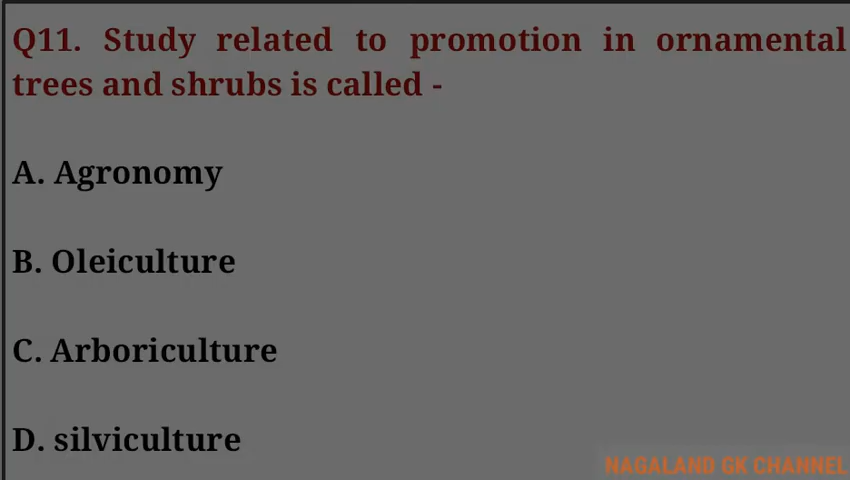 Q11. Study related to promotion in ornamental
trees and shrubs is called -
A. Agronomy
B. Oleiculture
C. Arboriculture
D. silviculture
NAGALAND GK CHANNEL